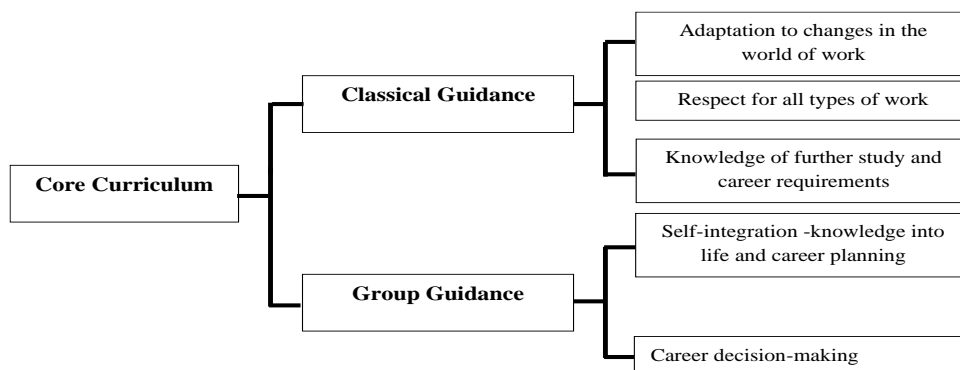 Adaptation to changes in the
world of work
Classical Guidance
Respect for all types of work
Core Curriculum
Knowledge of further study and
career requirements
Self-integration -knowledge into
life and career planning
Group Guidance
Career decision-making